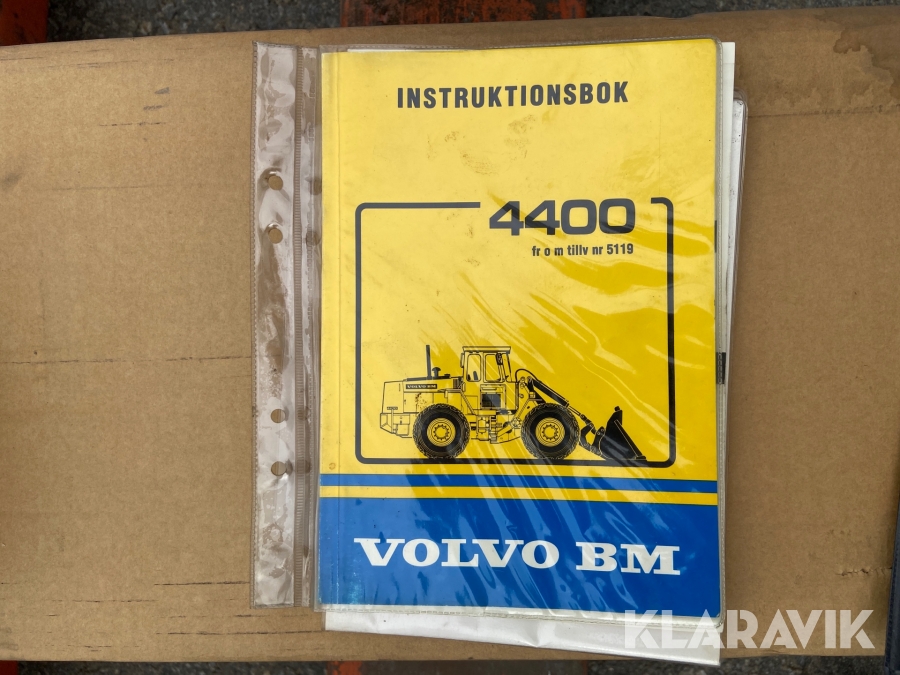 INSTRUKTIONSBOK
4400
fr o m tillv nr 5119
VOLVO BM
VOLVO BM
KLARAVIK